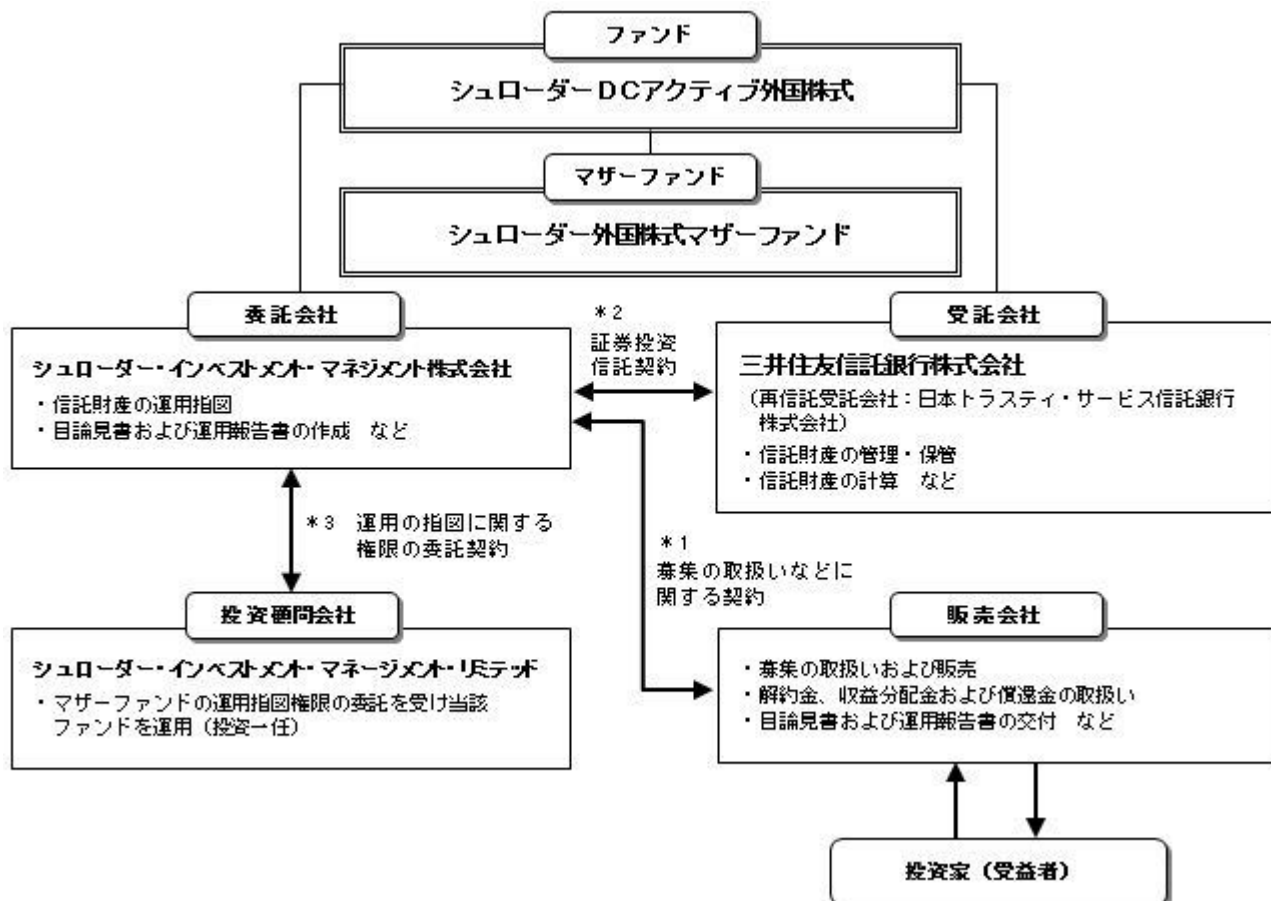 ファンド
シュローダーDCアクティブ外国株式
マザーファンド
シュローダー外国株式マザーファンド
委託会社
シュローダー・インベストメント・マネジメント株式会社
・信託財産の運用指図
・目論見書および運用報告書の作成 など
*2
証券投資
信託契約
受託会社
三井住友信託銀行株式会社
(再信託受託会社:日本トラスティ・サービス信託銀行
株式会社)
・信託財産の管理・保管
・信託財産の計算 など
*3 運用の指図に関する
権限の委託契約
*1
募集の取扱いなどに
関する契約
投資顧問会社
シュローダー・インベストメント・マネージメント・リミテッド
・マザーファンドの運用指図権限の委託を受け当該
ファンドを運用(投資一任)
販売会社
・募集の取扱いおよび販売
・解約金、収益分配金および償還金の取扱い
・目論見書および運用報告書の交付 など
投資家(受益者)